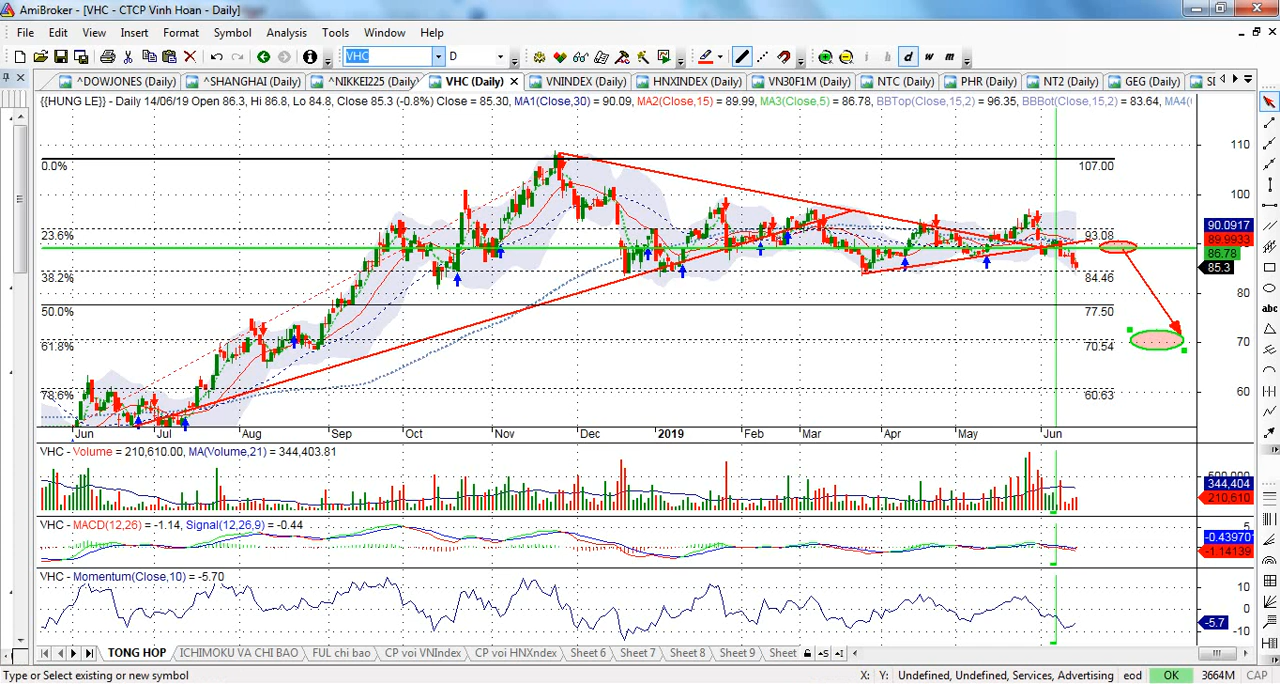 AmiBroker - [VHC - CTCP Vinh Hoan - Daily]
File Edit View Insert Format Symbol Analysis Tools Window Help
VHC D i h d w m
^DOWJONES (Daily) ^SHANGHAI (Daily) ^NIKKEI225 (Daily) VHC (Daily) VNINDEX (Daily) HNXINDEX (Daily) VN30F1M (Daily) NTC (Daily) PHR (Daily) NT2 (Daily) GEG (Daily)
{{HUNG LE}} - Daily 14/06/19 Open 86.3, Hi 86.8, Lo 84.8, Close 85.3 (-0.8%) Close = 85.30, MA1(Close,30) = 90.09, MA2(Close,15) = 89.99, MA3(Close,5) = 86.78, BBTop(Close,15,2) = 96.35, BBBot(Close,15,2) = 83.64, MA4(
110
0.0% 107.00
100
90.0917
23.6% 93.08
89.9933
86.78
85.3
38.2% 84.46
80
50.0% 77.50
61.8% 70.54 70
78.6% 60.63 60
Jun Jul Aug Sep Oct Nov Dec 2019 Feb Mar Apr May Jun
VHC - Volume = 210,610.00, MA(Volume,21) = 344,403.81
344,404
210,610
VHC - MACD(12,26) = -1.14, Signal(12,26,9) = -0.44
5
-0.43970
-1.14139
VHC - Momentum(Close,10) = -5.70
10
0
-5.7
-10
TONG HOP ICHIMOKU VA CHI BAO FUL chi bao CP voi VNIndex CP voi HNXndex Sheet 6 Sheet 7 Sheet 8 Sheet 9 Sheet
abc
Type or Select existing or new symbol X: Y: Undefined, Undefined, Services, Advertising eod OK 3664M CAP